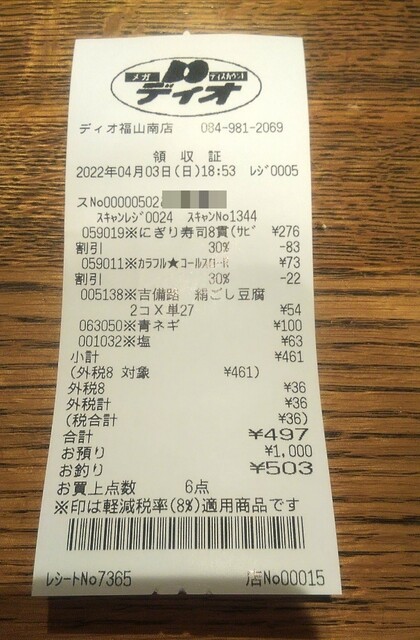 メガ ディスカウント
ディオ
ディオ福山南店 084-981-2069
領収証
2022年04月03日(日)18:53 レジ0005
スNo00000502
スキャンレジ0024 スキャンNo1344
059019※にぎり寿司8貫(サビ ¥276
割引 30% -83
059011※カラフル★コールスロー ¥73
割引 30% -22
005138※吉備路 絹ごし豆腐
2コX単27 ¥54
063050※青ネギ ¥100
001032※塩 ¥63
小計 ¥461
(外税8 対象 ¥461)
外税8 ¥36
外税計 ¥36
(税合計 ¥36)
合計 ¥497
お預り ¥1,000
お釣り ¥503
お買上点数 6点
※印は軽減税率(8%)適用商品です
レシートNo7365 店No00015